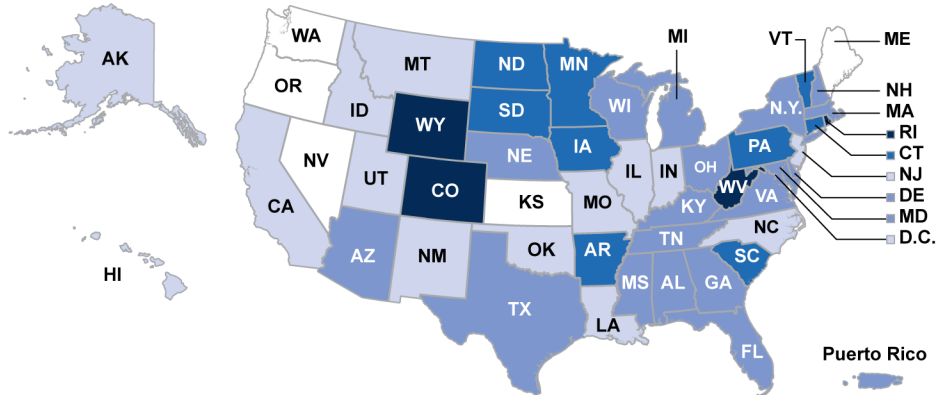 AK
WA
OR
ID
MT
ND
MN
SD
WY
NV
UT
CO
CA
AZ
NM
NE
KS
OK
TX
IA
MO
AR
LA
WI
IL
IN
MI
OH
KY
TN
MS
AL
GA
FL
SC
NC
VA
WV
PA
N.Y.
VT
ME
NH
MA
RI
CT
NJ
DE
MD
D.C.
HI
Puerto Rico